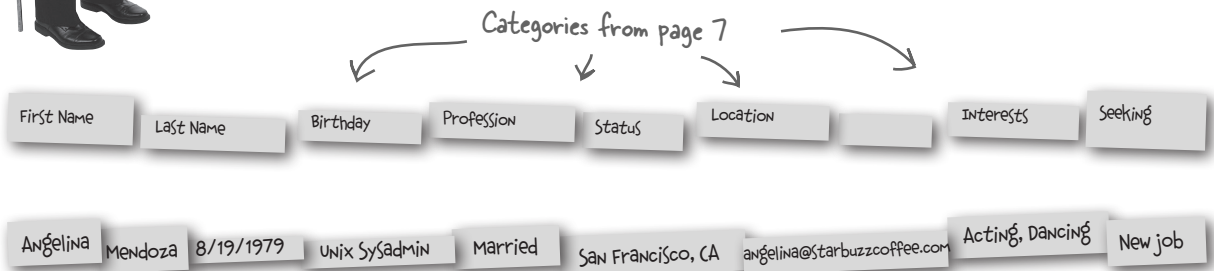 Categories from page 7
First Name Last Name Birthday Profession Status Location Interests Seeking
Angelina Mendoza 8/19/1979 Unix Sysadmin Married San Francisco, CA angelina@starbuzzcoffee.com Acting, Dancing New job